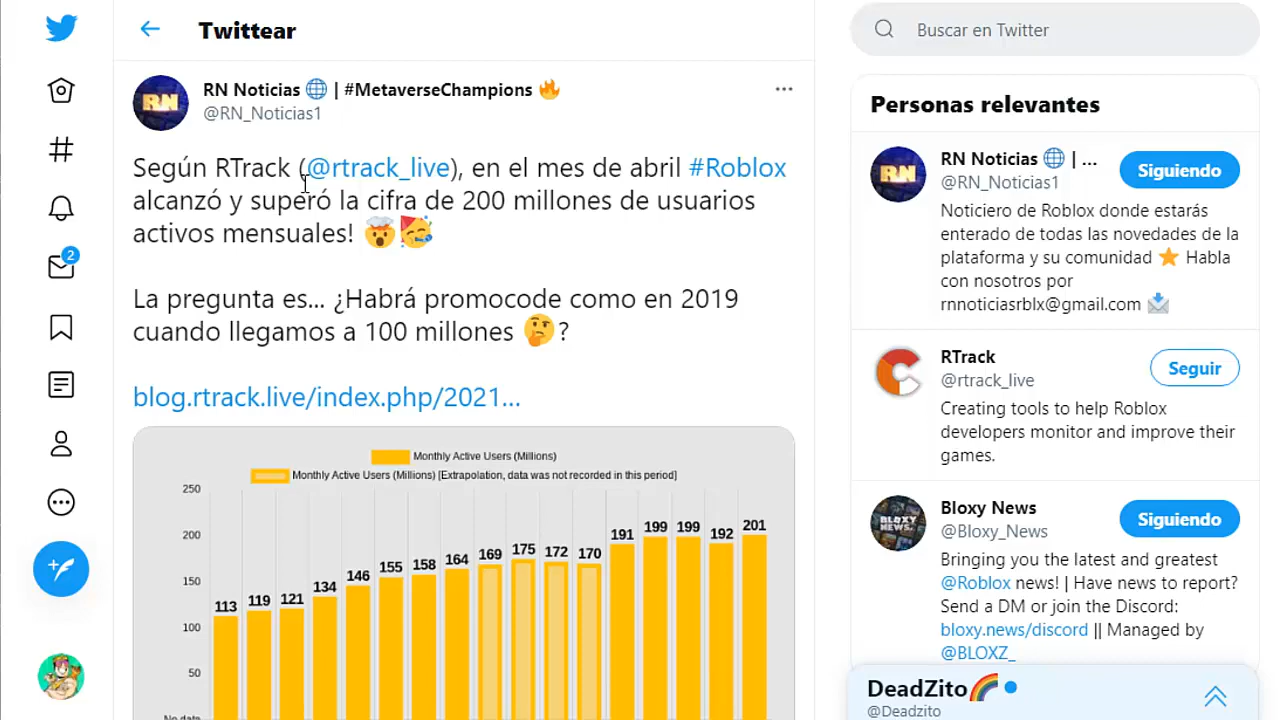 Twittear
RN
RN Noticias 🌐 | #MetaverseChampions 🔥
@RN_Noticias1
Según RTrack (@rtrack_live), en el mes de abril #Roblox
alcanzó y superó la cifra de 200 millones de usuarios
activos mensuales! 🤯🥳
La pregunta es... ¿Habrá promocode como en 2019
cuando llegamos a 100 millones 🤔?
blog.rtrack.live/index.php/2021...
Monthly Active Users (Millions)
Monthly Active Users (Millions) [Extrapolation, data was not recorded in this period]
250
200
150
100
50
No data
113 119 121 134 146 155 158 164 169 175 172 170 191 199 199 192 201
2
Buscar en Twitter
Personas relevantes
RN
RN Noticias 🌐 | ...
@RN_Noticias1
Siguiendo
Noticiero de Roblox donde estarás
enterado de todas las novedades de la
plataforma y su comunidad ⭐ Habla
con nosotros por
rnnoticiasrblx@gmail.com 📩
RTrack
@rtrack_live
Seguir
Creating tools to help Roblox
developers monitor and improve their
games.
BLOXY
NEWS
Bloxy News
@Bloxy_News
Siguiendo
Bringing you the latest and greatest
@Roblox news! | Have news to report?
Send a DM or join the Discord:
bloxy.news/discord || Managed by
@BLOXZ_
DeadZito🌈
@Deadzito